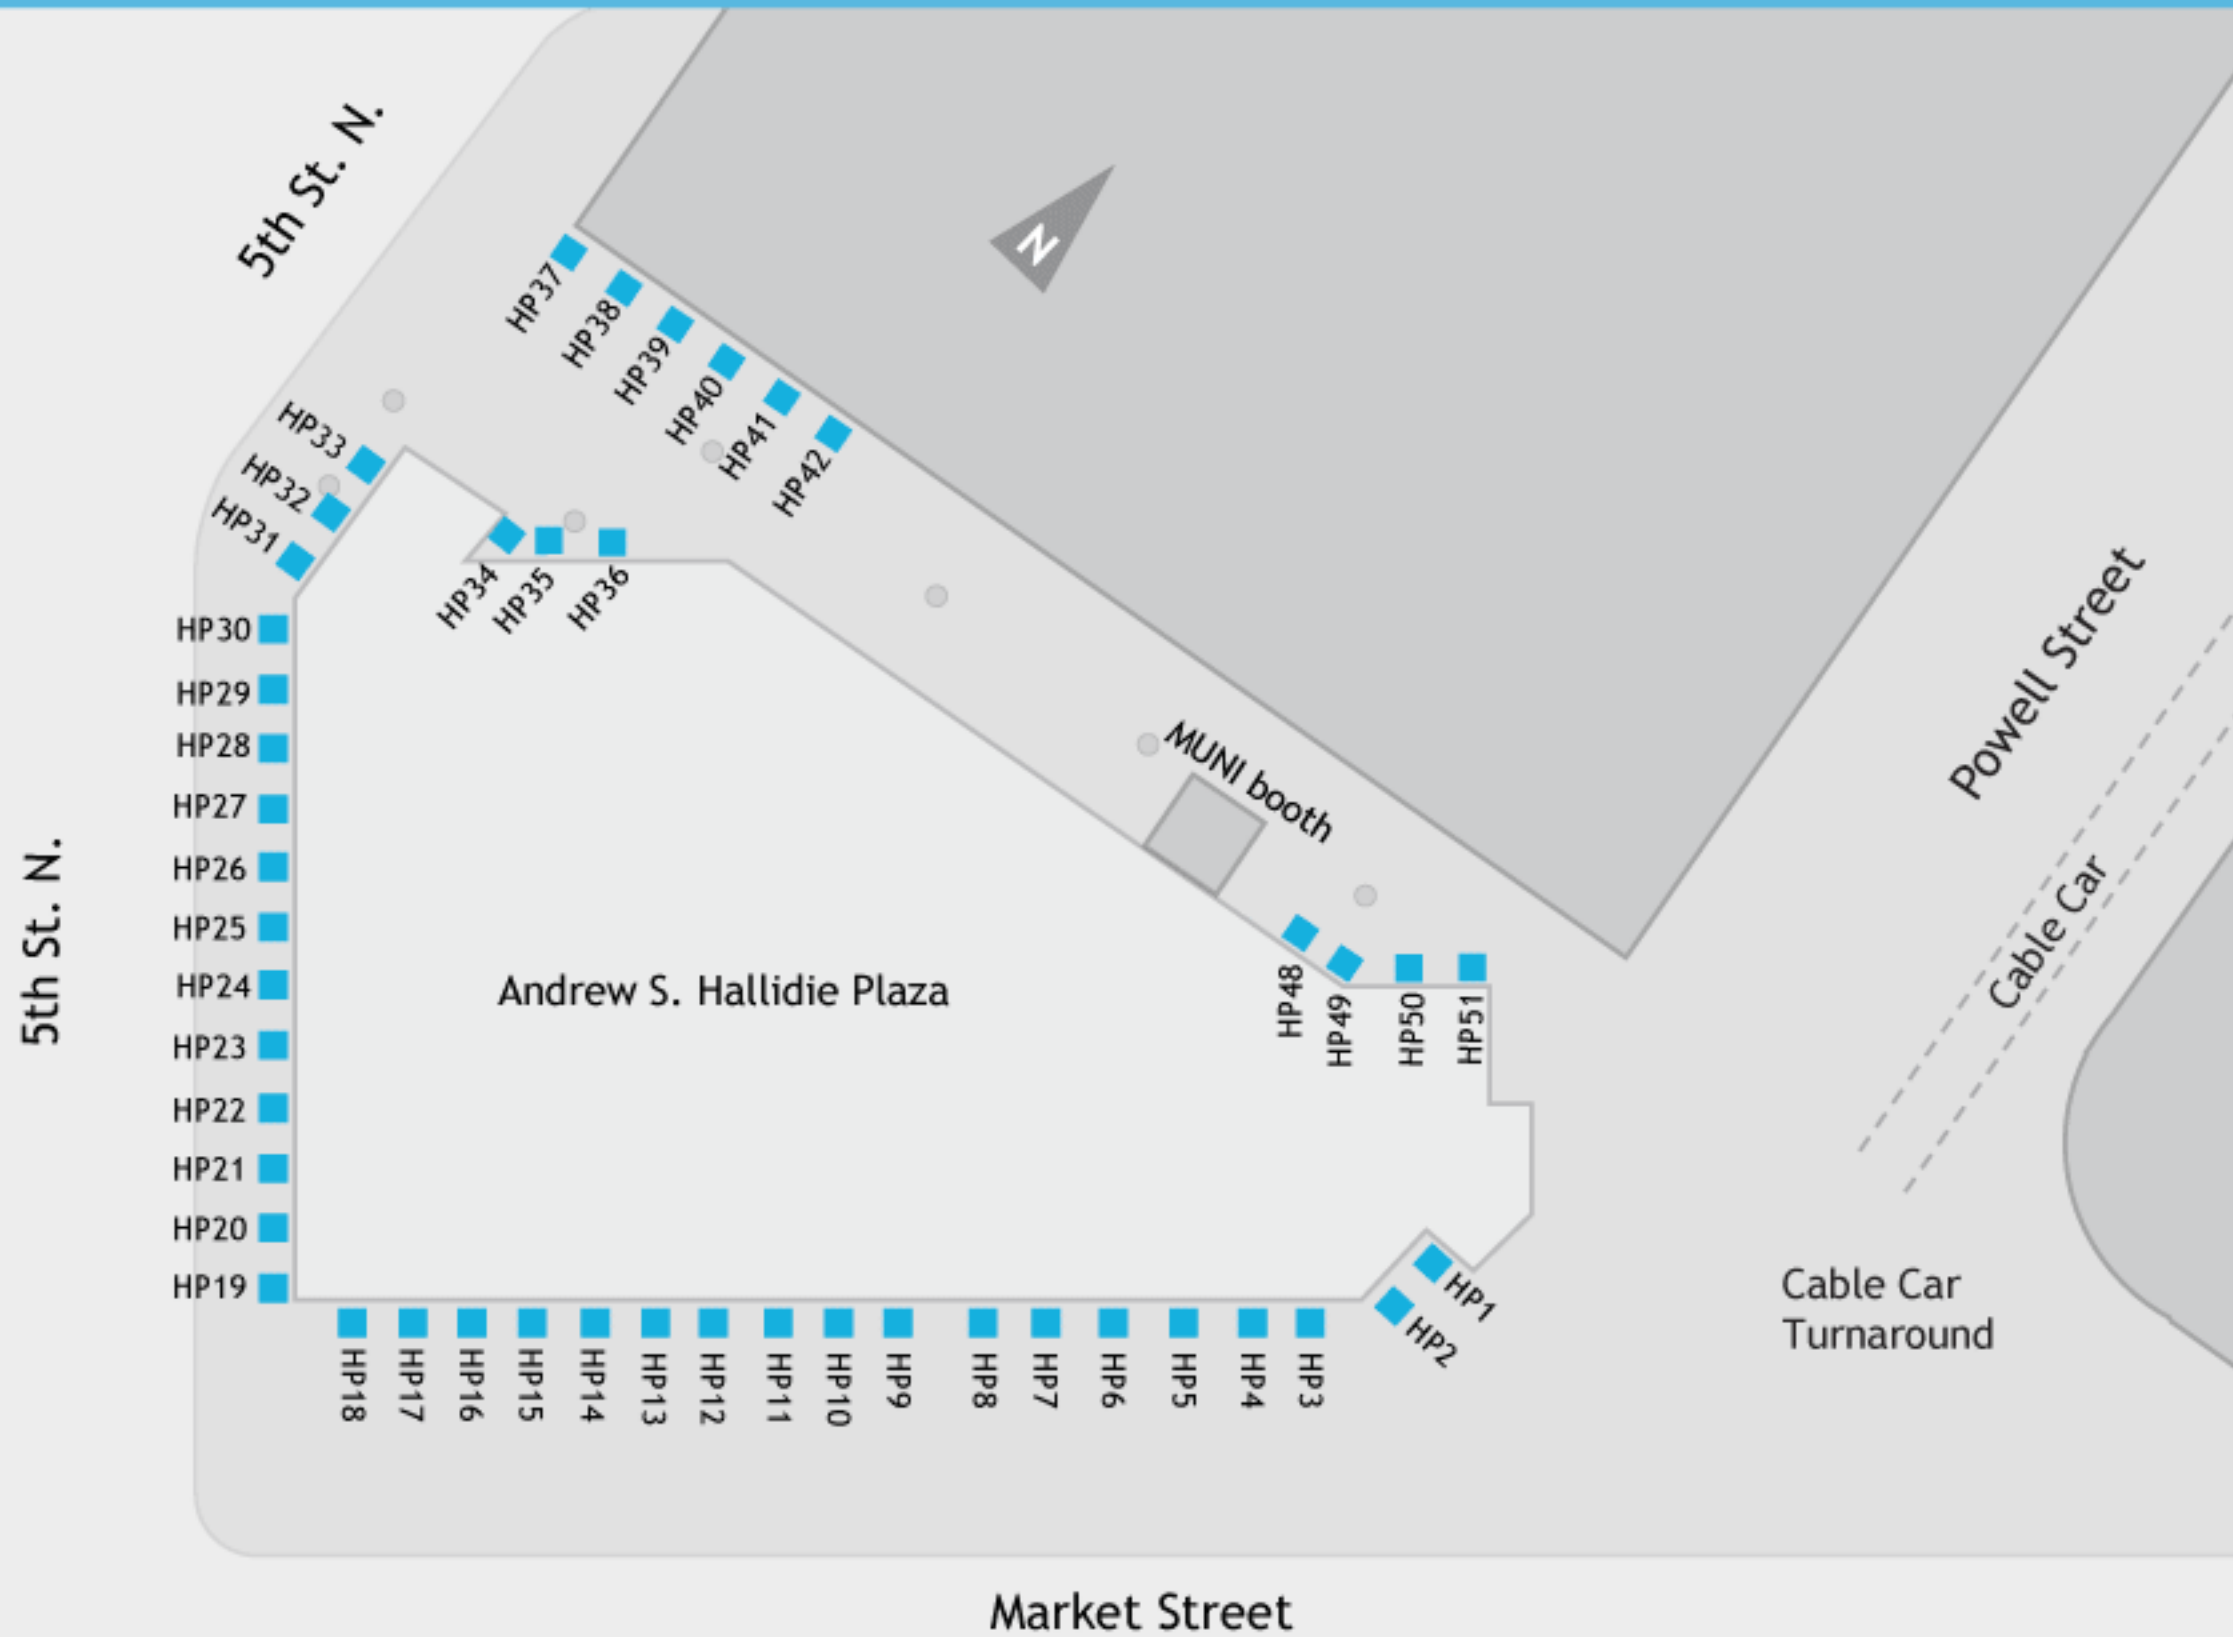 5th St. N.
N
HP37
HP38
HP39
HP40
HP41
HP42
HP33
HP32
HP31
HP34
HP35
HP36
HP30
HP29
HP28
HP27
HP26
HP25
HP24
HP23
HP22
HP21
HP20
HP19
5th St. N.
MUNI booth
Powell Street
Cable Car
Andrew S. Hallidie Plaza
HP48
HP49
HP50
HP51
HP1
HP2
Cable Car
Turnaround
HP18
HP17
HP16
HP15
HP14
HP13
HP12
HP11
HP10
HP9
HP8
HP7
HP6
HP5
HP4
HP3
Market Street